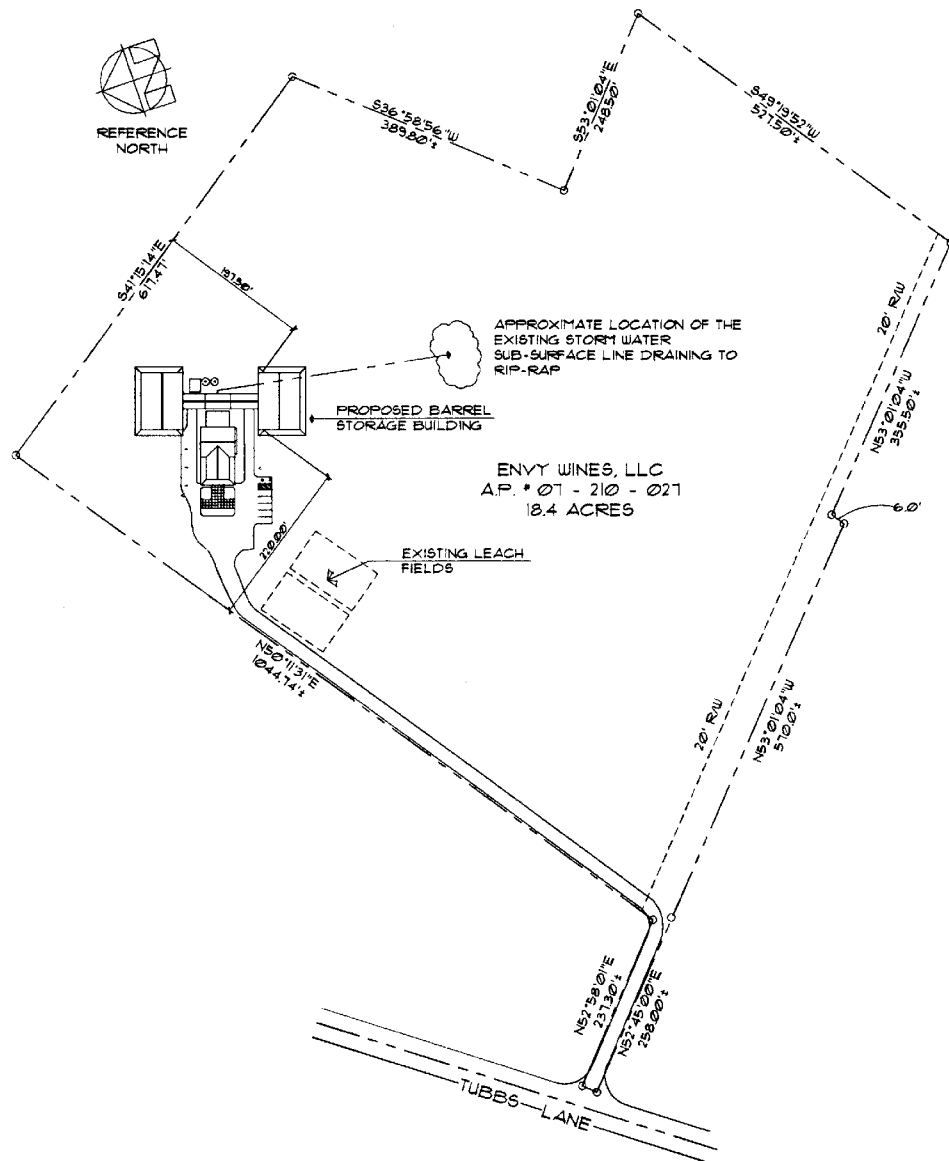 REFERENCE
NORTH
S36°58'56"W
389.80'±
S53°01'04"E
248.50'
S49°19'52"W
527.50'±
S41°15'14"E
617.47'
197.50'
APPROXIMATE LOCATION OF THE
EXISTING STORM WATER
SUB-SURFACE LINE DRAINING TO
RIP-RAP
20' R/W
N53°01'04"W
355.50'±
PROPOSED BARREL
STORAGE BUILDING
ENVY WINES, LLC
A.P. # 07 - 210 - 027
18.4 ACRES
6.0'
220.00'
EXISTING LEACH
FIELDS
N50°11'31"E
1044.74'±
20' R/W
N53°01'04"W
570.0'±
N52°58'01"E
237.30'±
N52°45'00"E
258.00'±
TUBBS LANE